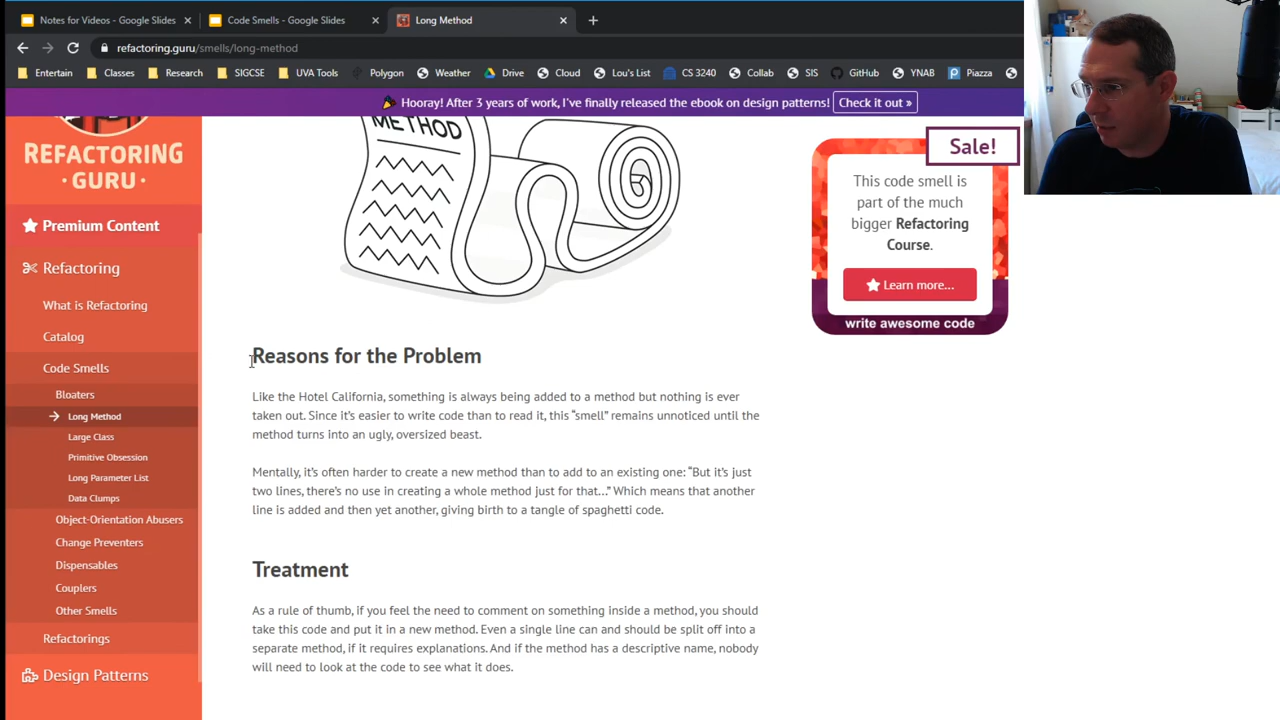 Notes for Videos - Google Slides
Code Smells - Google Slides
Long Method
refactoring.guru/smells/long-method
Entertain
Classes
Research
SIGCSE
UVA Tools
Polygon
Weather
Drive
Cloud
Lou's List
CS 3240
Collab
SIS
GitHub
YNAB
Piazza
Hooray! After 3 years of work, I've finally released the ebook on design patterns!
Check it out »
REFACTORING
·GURU·
Premium Content
Refactoring
What is Refactoring
Catalog
Code Smells
Bloaters
Long Method
Large Class
Primitive Obsession
Long Parameter List
Data Clumps
Object-Orientation Abusers
Change Preventers
Dispensables
Couplers
Other Smells
Refactorings
Design Patterns
METHOD
Reasons for the Problem
Like the Hotel California, something is always being added to a method but nothing is ever
taken out. Since it's easier to write code than to read it, this “smell” remains unnoticed until the
method turns into an ugly, oversized beast.
Mentally, it's often harder to create a new method than to add to an existing one: “But it's just
two lines, there's no use in creating a whole method just for that...” Which means that another
line is added and then yet another, giving birth to a tangle of spaghetti code.
Treatment
As a rule of thumb, if you feel the need to comment on something inside a method, you should
take this code and put it in a new method. Even a single line can and should be split off into a
separate method, if it requires explanations. And if the method has a descriptive name, nobody
will need to look at the code to see what it does.
Sale!
This code smell is
part of the much
bigger Refactoring
Course.
Learn more...
write awesome code